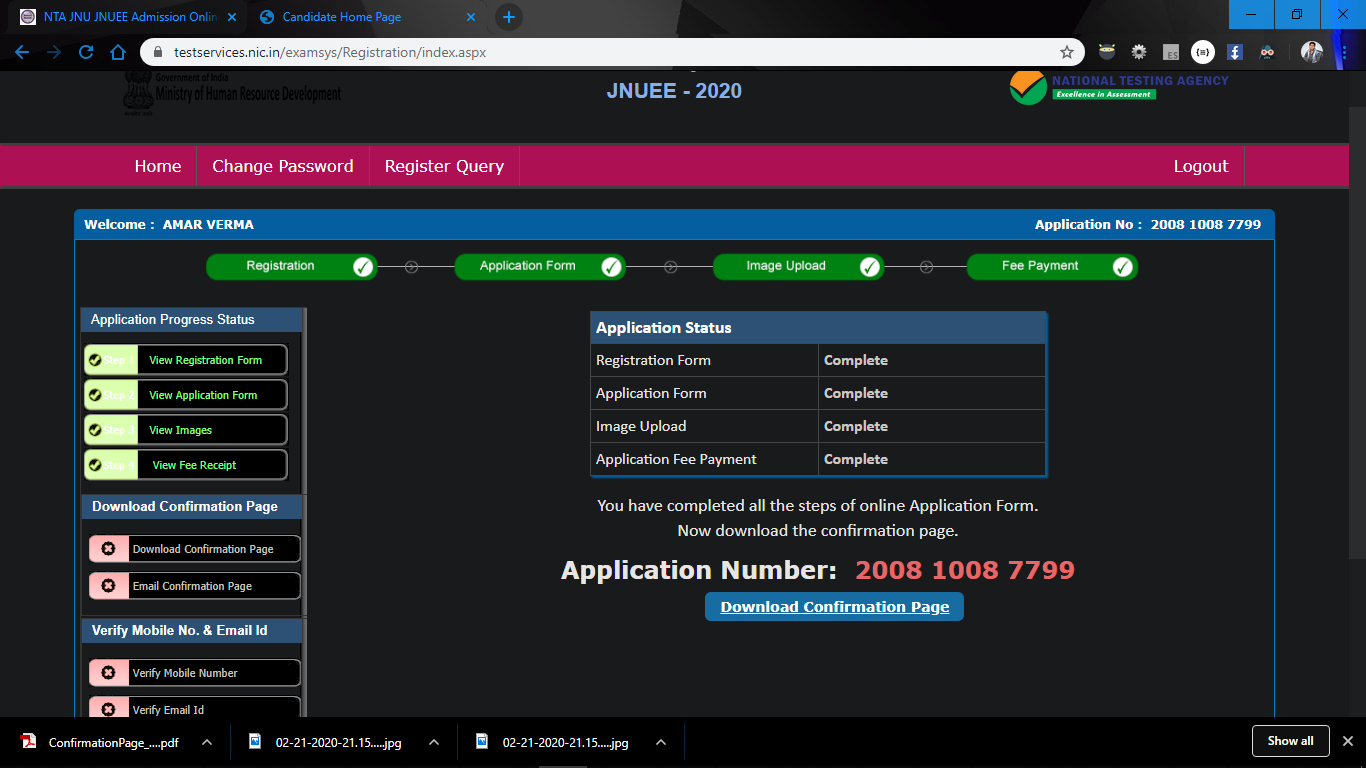 NTA JNU JNUEE Admission Onlin
Candidate Home Page
testservices.nic.in/examsys/Registration/index.aspx
Government of India
Ministry of Human Resource Development
JNUEE - 2020
NATIONAL TESTING AGENCY
Excellence in Assessment
Home
Change Password
Register Query
Logout
Welcome : AMAR VERMA
Application No : 2008 1008 7799
Registration
Application Form
Image Upload
Fee Payment
Application Progress Status
Step 1 View Registration Form
Step 2 View Application Form
Step 3 View Images
Step 4 View Fee Receipt
Download Confirmation Page
Download Confirmation Page
Email Confirmation Page
Verify Mobile No. & Email Id
Verify Mobile Number
Verify Email Id
Application Status
Registration Form Complete
Application Form Complete
Image Upload Complete
Application Fee Payment Complete
You have completed all the steps of online Application Form.
Now download the confirmation page.
Application Number: 2008 1008 7799
Download Confirmation Page
ConfirmationPage_....pdf
02-21-2020-21.15.....jpg
02-21-2020-21.15.....jpg
Show all